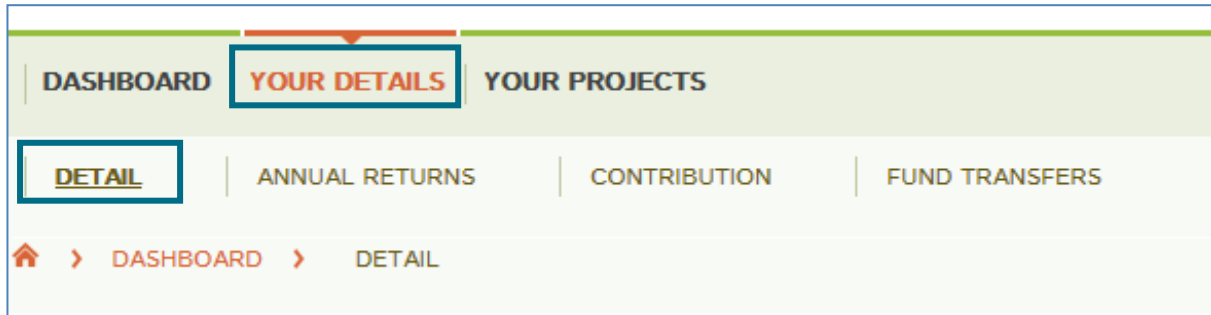 DASHBOARD YOUR DETAILS YOUR PROJECTS
DETAIL ANNUAL RETURNS CONTRIBUTION FUND TRANSFERS
> DASHBOARD > DETAIL